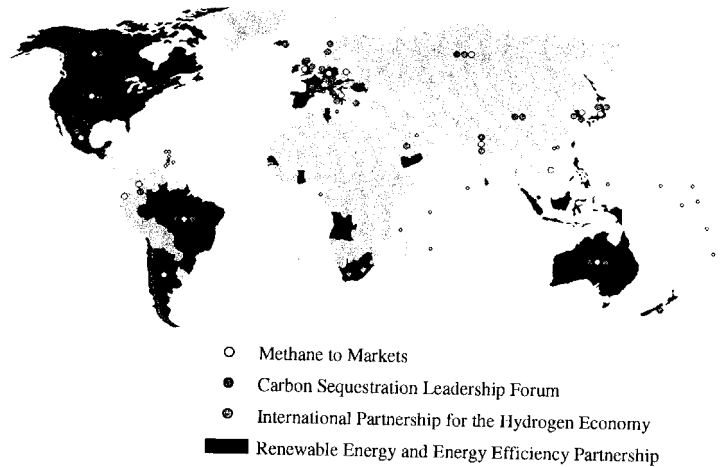 Methane to Markets
Carbon Sequestration Leadership Forum
International Partnership for the Hydrogen Economy
Renewable Energy and Energy Efficiency Partnership